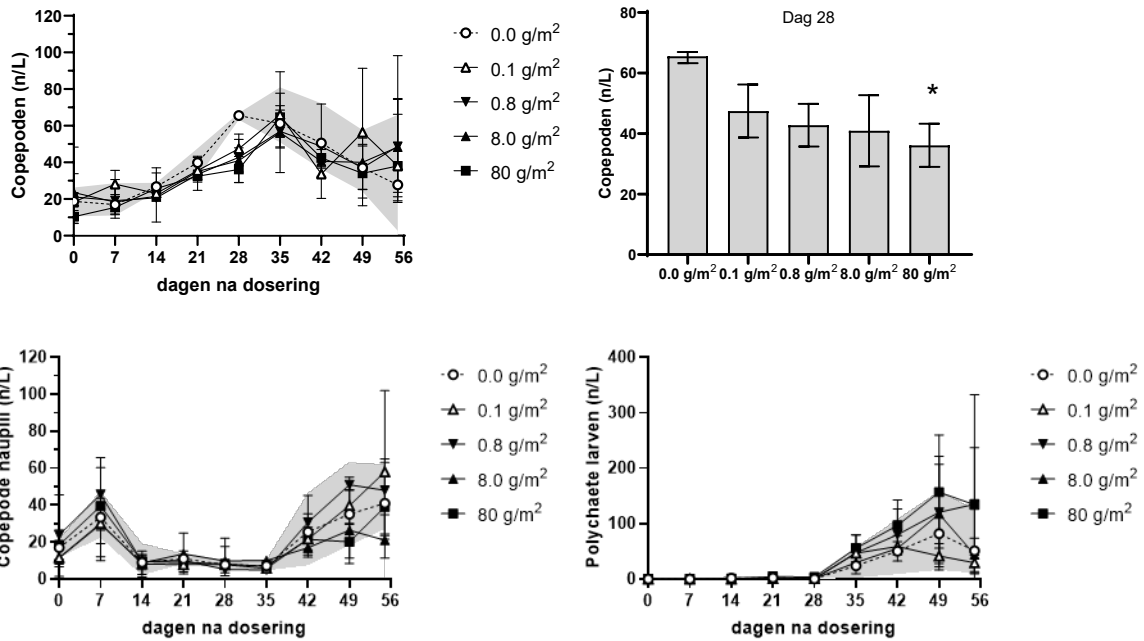 Copepoden (n/L)
120
100
80
60
40
20
0
0 7 14 21 28 35 42 49 56
dagen na dosering
0.0 g/m²
0.1 g/m²
0.8 g/m²
8.0 g/m²
80 g/m²
Dag 28
Copepoden (n/L)
80
60
40
20
0
*
0.0 g/m² 0.1 g/m² 0.8 g/m² 8.0 g/m² 80 g/m²
Copepode nauplii (n/L)
120
100
80
60
40
20
0
0 7 14 21 28 35 42 49 56
dagen na dosering
0.0 g/m²
0.1 g/m²
0.8 g/m²
8.0 g/m²
80 g/m²
Polychaete larven (n/L)
400
300
200
100
0
0 7 14 21 28 35 42 49 56
dagen na dosering
0.0 g/m²
0.1 g/m²
0.8 g/m²
8.0 g/m²
80 g/m²